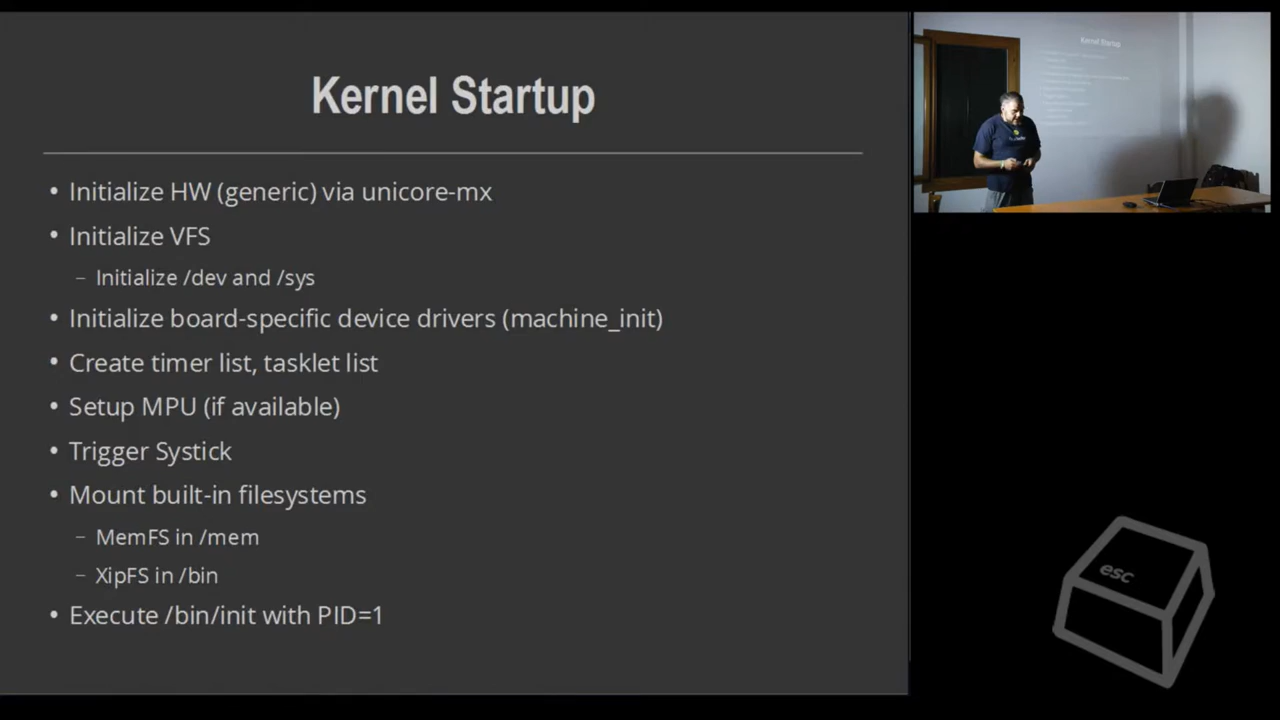 Kernel Startup
• Initialize HW (generic) via unicore-mx
• Initialize VFS
– Initialize /dev and /sys
• Initialize board-specific device drivers (machine_init)
• Create timer list, tasklet list
• Setup MPU (if available)
• Trigger Systick
• Mount built-in filesystems
– MemFS in /mem
– XipFS in /bin
• Execute /bin/init with PID=1
Kernel Startup
esc